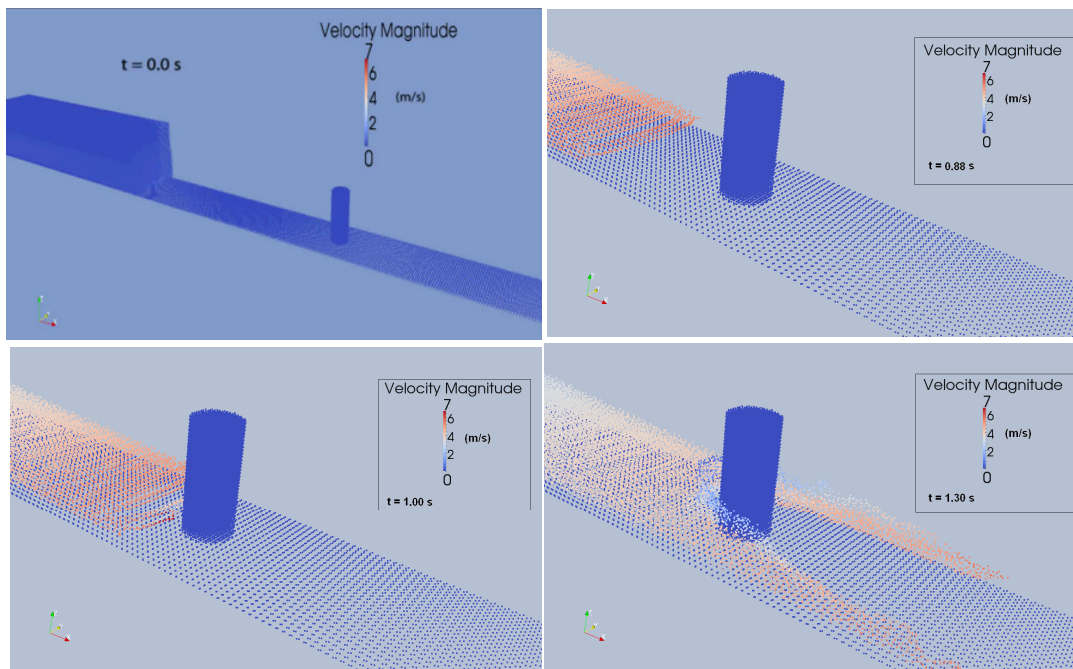 Velocity Magnitude
7
t = 0.0 s
6
4 (m/s)
2
0
Velocity Magnitude
7
6
4 (m/s)
2
0
t = 0.88 s
Velocity Magnitude
7
6
4 (m/s)
2
0
t = 1.00 s
Velocity Magnitude
7
6
4 (m/s)
2
0
t = 1.30 s